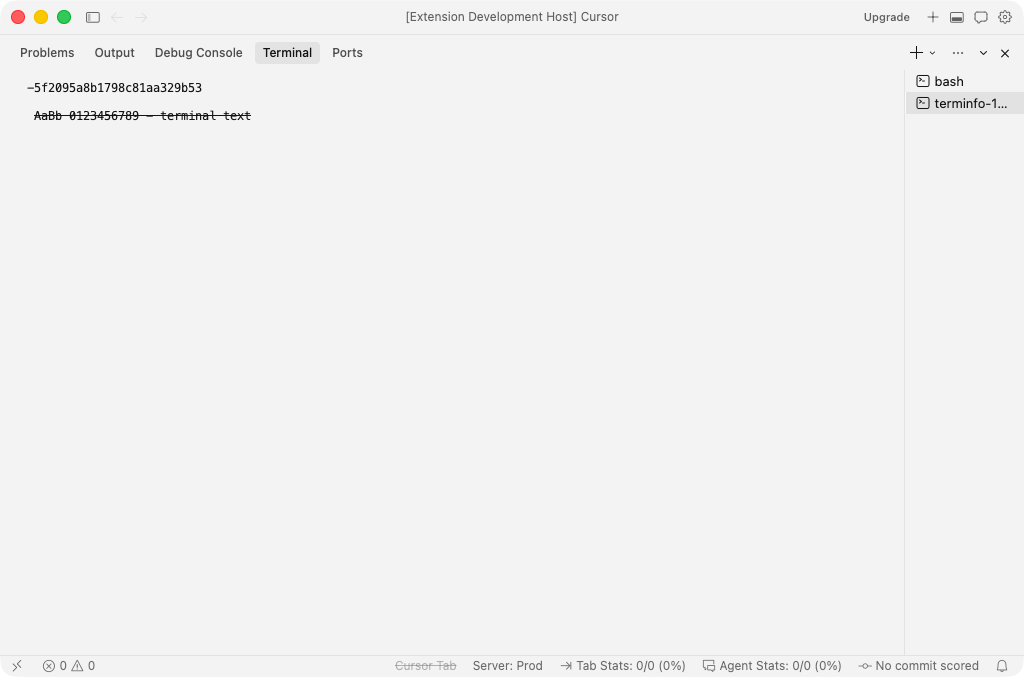 [Extension Development Host] Cursor
Upgrade
Problems Output Debug Console Terminal Ports
—5f2095a8b1798c81aa329b53
AaBb 0123456789 — terminal text
bash
terminfo-1...
0 0
Cursor Tab Server: Prod Tab Stats: 0/0 (0%) Agent Stats: 0/0 (0%) No commit scored